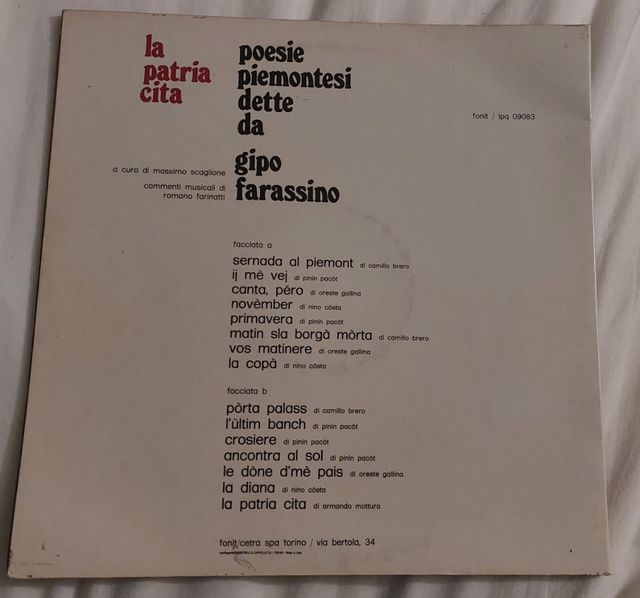 la
patria
cita
poesie
piemontesi
dette
da
gipo
farassino
fonit / lpq 09083
a cura di massimo scaglione
commenti musicali di
romano farinatti
facciata a
sernada al piemont di camillo brero
ij mè vej di pinin pacòt
canta, péro di oreste gallina
novèmber di nino còsta
primavera di pinin pacòt
matin sla borgà mòrta di camillo brero
vos matinere di oreste gallina
la copà di nino còsta
facciata b
pòrta palass di camillo brero
l'ùltim banch di pinin pacòt
crosiere di pinin pacòt
ancontra al sol di pinin pacòt
le dòne d'mè pais di oreste gallina
la diana di nino còsta
la patria cita di armando mottura
fonit/cetra spa torino / via bertola, 34